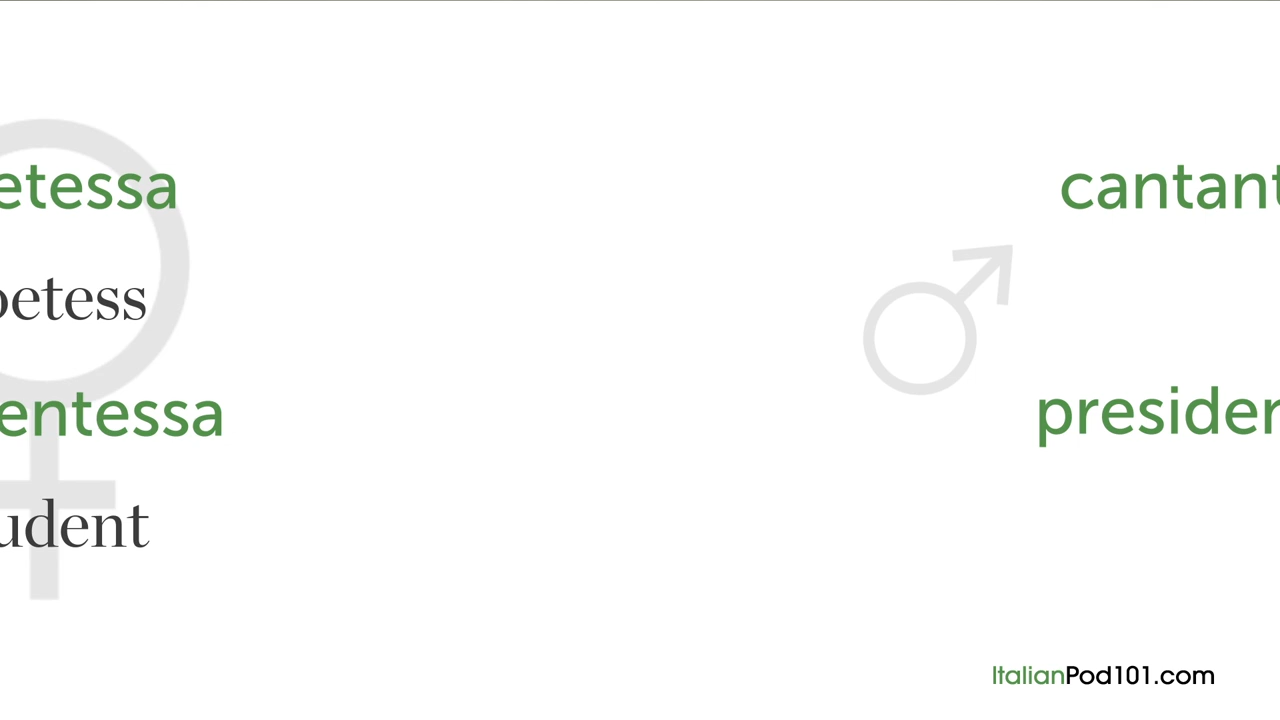 etessa
cantant
oetess
entessa
presider
udent
ItalianPod101.com